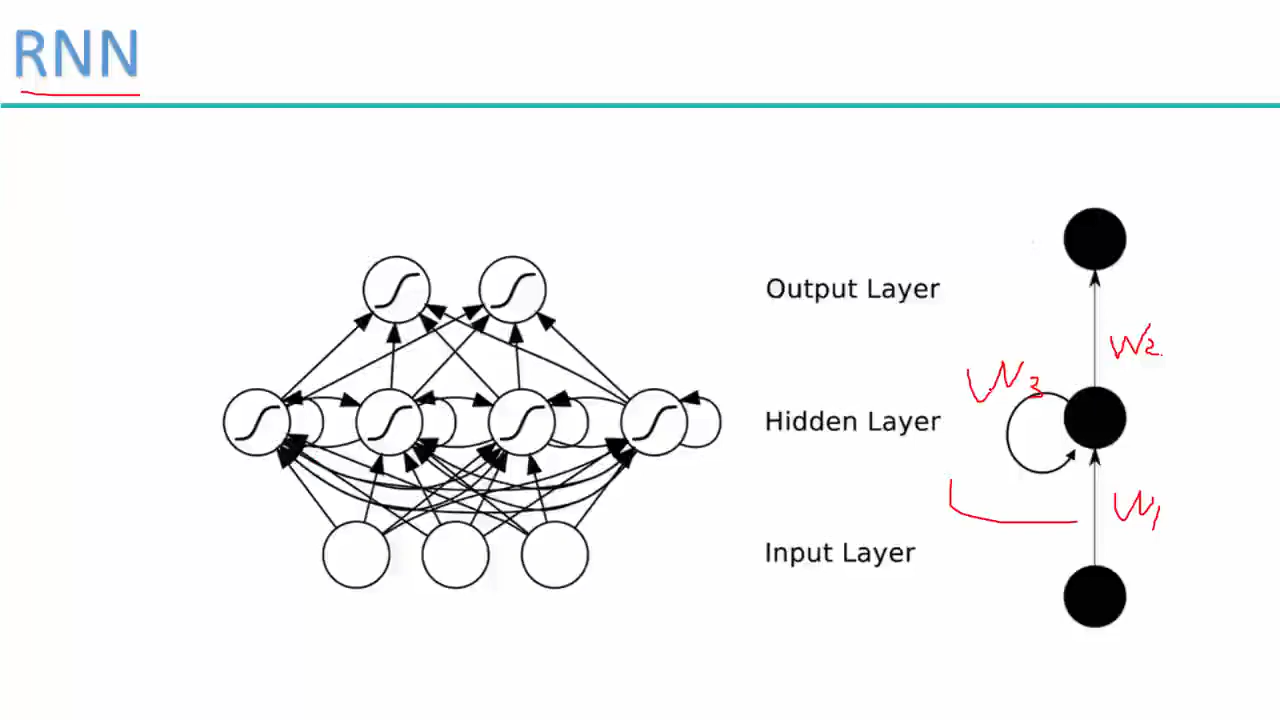 RNN
Output Layer
W2
W3
Hidden Layer
W1
Input Layer